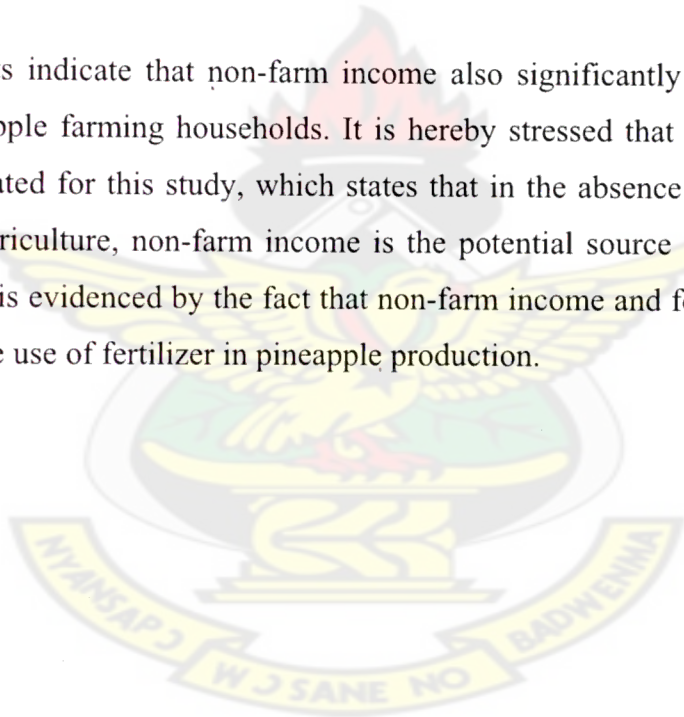 s indicate that non-farm income also significantly
pple farming households. It is hereby stressed that
ated for this study, which states that in the absence
riculture, non-farm income is the potential source
is evidenced by the fact that non-farm income and f
e use of fertilizer in pineapple production.
NYANSAPƆ
WƆSANE NO
BADWENMA